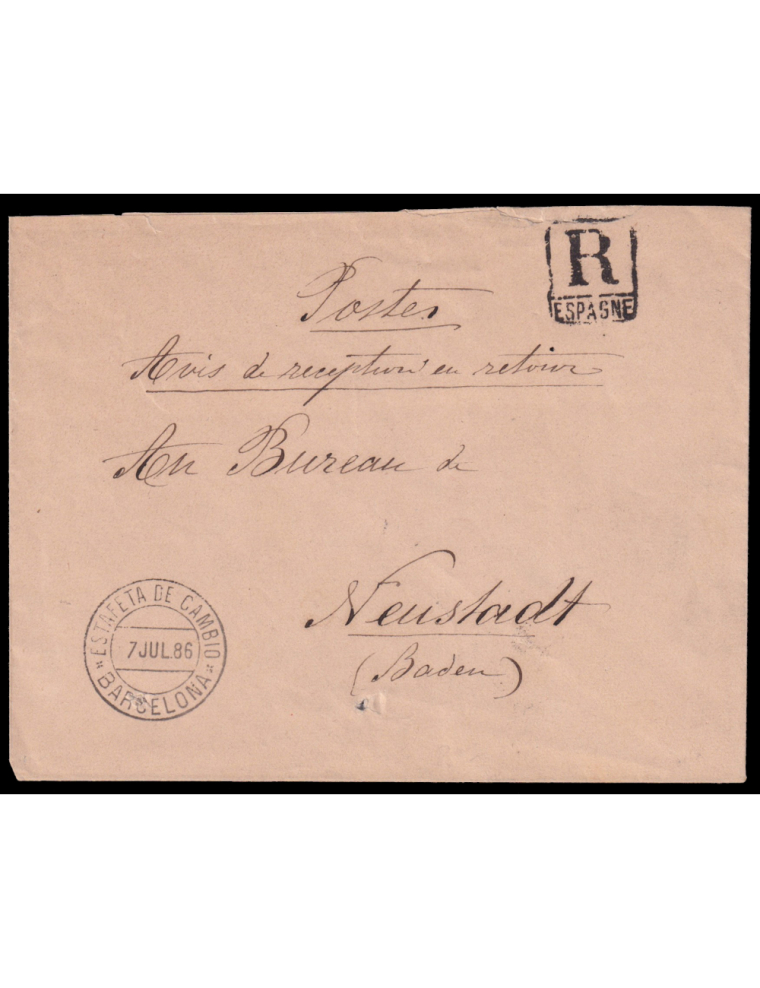 R
ESPAGNE
Postes
Avis de reception en retour
Au Bureau de
Neustadt
(Baden)
ESTAFETA DE CAMBIO
7 JUL.86
BARCELONA